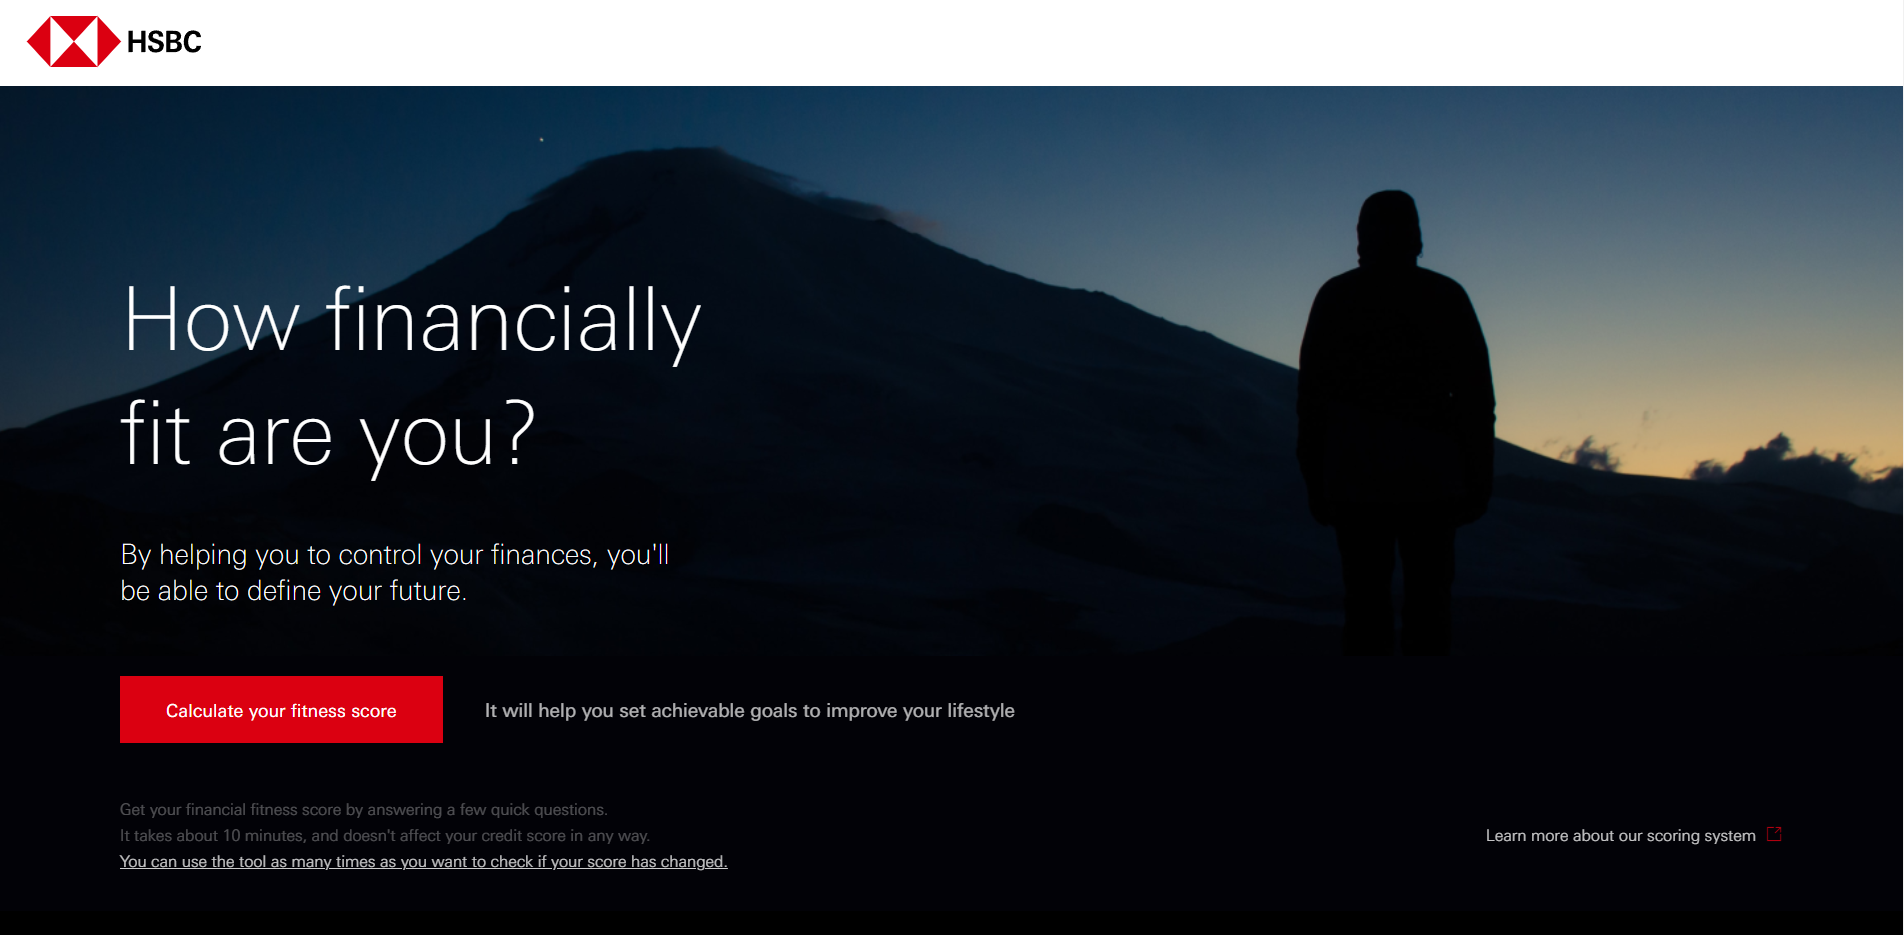 HSBC
How financially
fit are you?
By helping you to control your finances, you'll
be able to define your future.
Calculate your fitness score
It will help you set achievable goals to improve your lifestyle
Get your financial fitness score by answering a few quick questions.
It takes about 10 minutes, and doesn't affect your credit score in any way.
You can use the tool as many times as you want to check if your score has changed.
Learn more about our scoring system